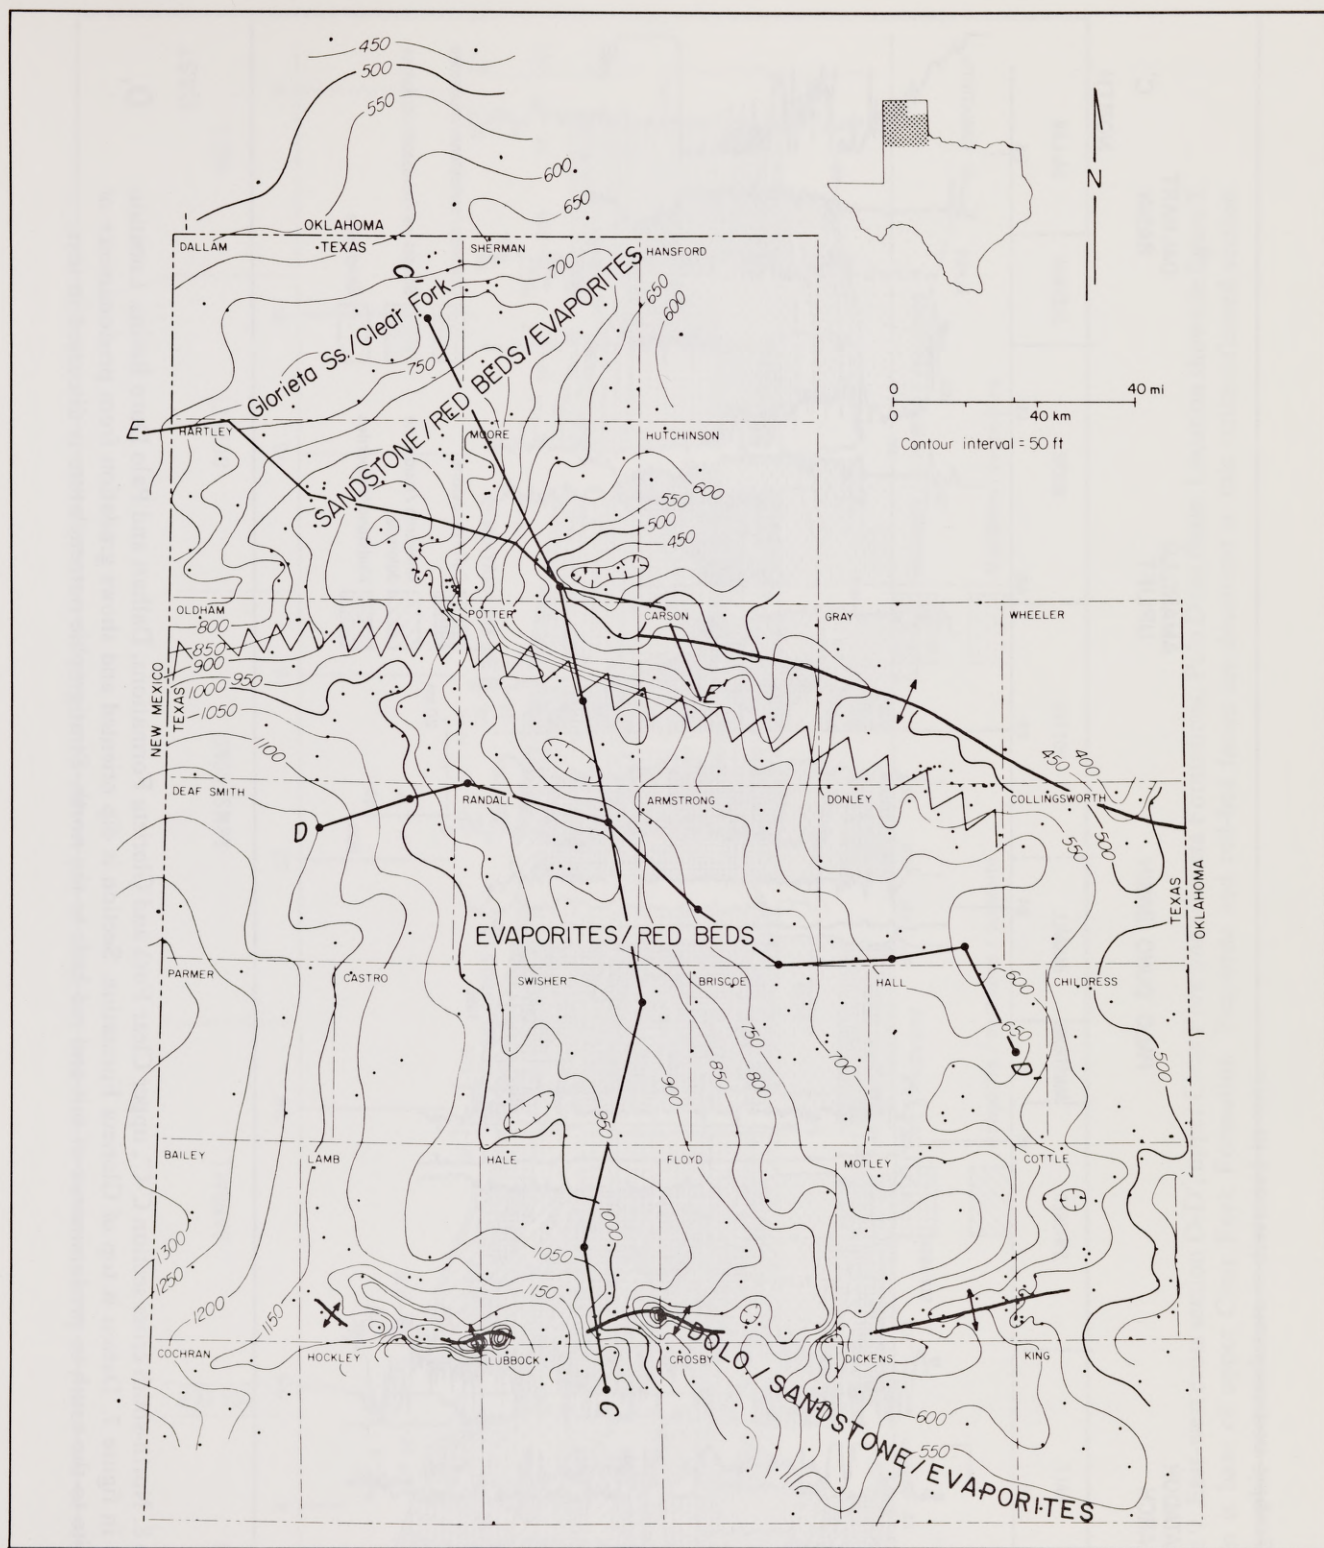 450
500
550
600
650
OKLAHOMA
TEXAS
DALLAM
SHERMAN
HANSFORD
N
C'
700
650
600
Glorieta Ss./Clear Fork
750
SANDSTONE/RED BEDS/EVAPORITES
0 40 mi
0 40 km
Contour interval = 50 ft
E
HARTLEY
MOORE
HUTCHINSON
600
550
500
450
OLDHAM
POTTER
CARSON
GRAY
WHEELER
800
850
900
950
1000
1050
1100
NEW MEXICO
TEXAS
E'
400
450
DEAF SMITH
RANDALL
ARMSTRONG
DONLEY
COLLINGSWORTH
D
550
500
TEXAS
OKLAHOMA
EVAPORITES/RED BEDS
PARMER
CASTRO
SWISHER
BRISCOE
HALL
CHILDRESS
600
650
D'
750
700
800
850
900
500
950
BAILEY
LAMB
HALE
FLOYD
MOTLEY
COTTLE
1000
1050
1150
1300
1250
1200
1150
COCHRAN
HOCKLEY
LUBBOCK
CROSBY
DICKENS
KING
C
DOLO./SANDSTONE/EVAPORITES
600
550